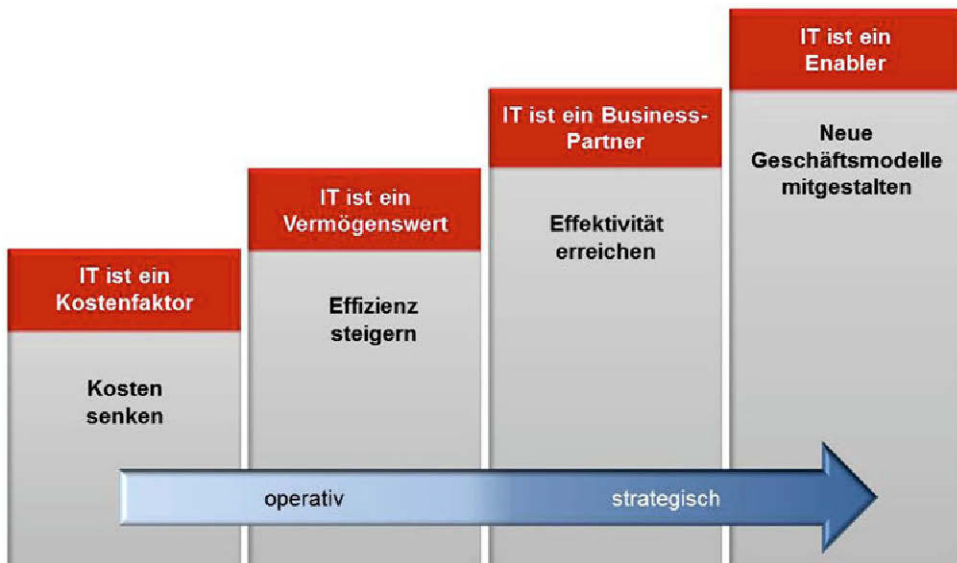 IT ist ein
Kostenfaktor
Kosten
senken
IT ist ein
Vermögenswert
Effizienz
steigern
IT ist ein Business-
Partner
Effektivität
erreichen
IT ist ein
Enabler
Neue
Geschäftsmodelle
mitgestalten
operativ
strategisch